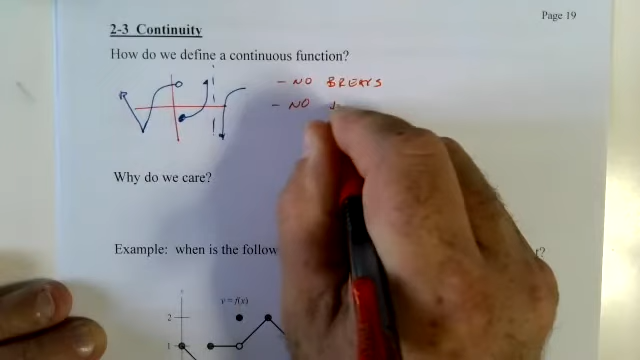 Page 19
2-3 Continuity
How do we define a continuous function?
- NO BREAKS
- NO J
Why do we care?
Example: when is the follow t?
y = f(x)
2
1